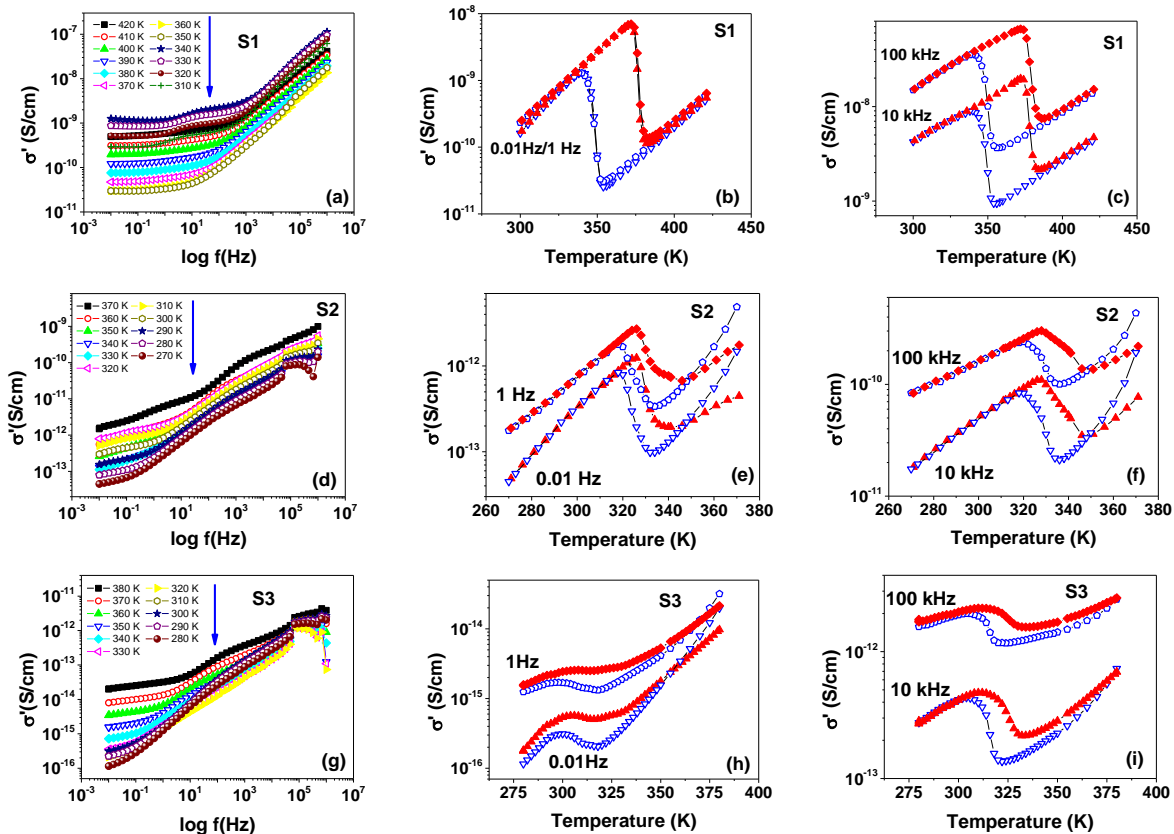 S1
420 K 360 K
410 K 350 K
400 K 340 K
390 K 330 K
380 K 320 K
370 K 310 K
10⁻⁷
10⁻⁸
10⁻⁹
10⁻¹⁰
10⁻¹¹
σ' (S/cm)
(a)
10⁻³ 10⁻¹ 10¹ 10³ 10⁵ 10⁷
log f(Hz)
S1
10⁻⁸
10⁻⁹
10⁻¹⁰
10⁻¹¹
σ' (S/cm)
0.01Hz/1 Hz
(b)
300 350 400 450
Temperature (K)
S1
100 kHz
10 kHz
10⁻⁸
10⁻⁹
σ' (S/cm)
(c)
300 350 400 450
Temperature (K)
S2
370 K 310 K
360 K 300 K
350 K 290 K
340 K 280 K
330 K 270 K
320 K
10⁻⁹
10⁻¹⁰
10⁻¹¹
10⁻¹²
10⁻¹³
σ'(S/cm)
(d)
10⁻³ 10⁻¹ 10¹ 10³ 10⁵ 10⁷
log f(Hz)
S2
10⁻¹²
10⁻¹³
σ'(S/cm)
1 Hz
0.01 Hz
(e)
260 280 300 320 340 360 380
Temperature (K)
S2
100 kHz
10 kHz
10⁻¹⁰
10⁻¹¹
σ' (S/cm)
(f)
260 280 300 320 340 360 380
Temperature (K)
S3
380 K 320 K
370 K 310 K
360 K 300 K
350 K 290 K
340 K 280 K
330 K
10⁻¹¹
10⁻¹²
10⁻¹³
10⁻¹⁴
10⁻¹⁵
10⁻¹⁶
σ'(S/cm)
(g)
10⁻³ 10⁻¹ 10¹ 10³ 10⁵ 10⁷
log f(Hz)
S3
10⁻¹⁴
10⁻¹⁵
10⁻¹⁶
σ' (S/cm)
1Hz
0.01Hz
(h)
275 300 325 350 375 400
Temperature (K)
S3
100 kHz
10 kHz
10⁻¹²
10⁻¹³
σ' (S/cm)
(i)
275 300 325 350 375 400
Temperature (K)